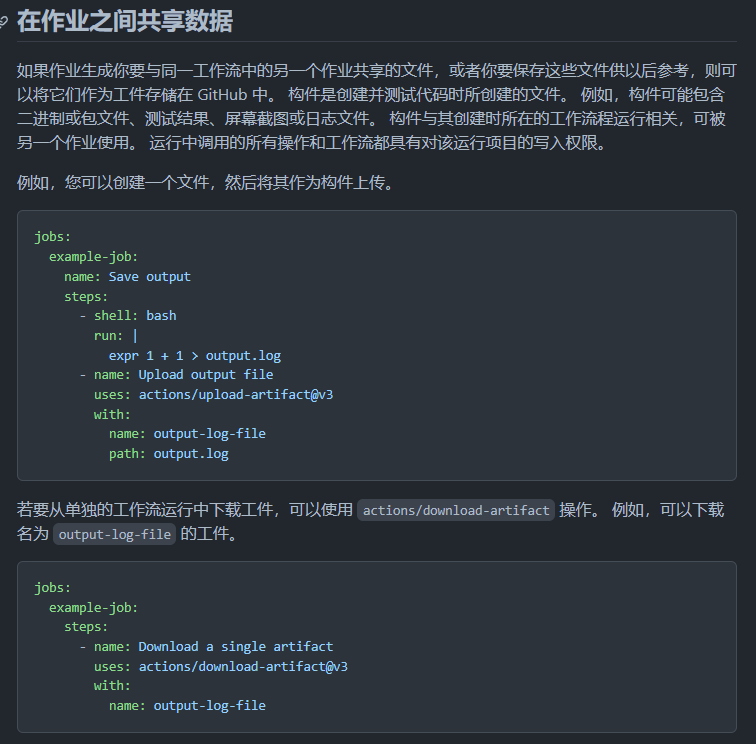 在作业之间共享数据
如果作业生成你要与同一工作流中的另一个作业共享的文件，或者你要保存这些文件供以后参考，则可
以将它们作为工件存储在 GitHub 中。 构件是创建并测试代码时所创建的文件。 例如，构件可能包含
二进制或包文件、测试结果、屏幕截图或日志文件。 构件与其创建时所在的工作流程运行相关，可被
另一个作业使用。 运行中调用的所有操作和工作流都具有对该运行项目的写入权限。
例如，您可以创建一个文件，然后将其作为构件上传。
jobs:
  example-job:
    name: Save output
    steps:
      - shell: bash
        run: |
          expr 1 + 1 > output.log
      - name: Upload output file
        uses: actions/upload-artifact@v3
        with:
          name: output-log-file
          path: output.log
若要从单独的工作流运行中下载工件，可以使用 actions/download-artifact 操作。 例如，可以下载
名为 output-log-file 的工件。
jobs:
  example-job:
    steps:
      - name: Download a single artifact
        uses: actions/download-artifact@v3
        with:
          name: output-log-file